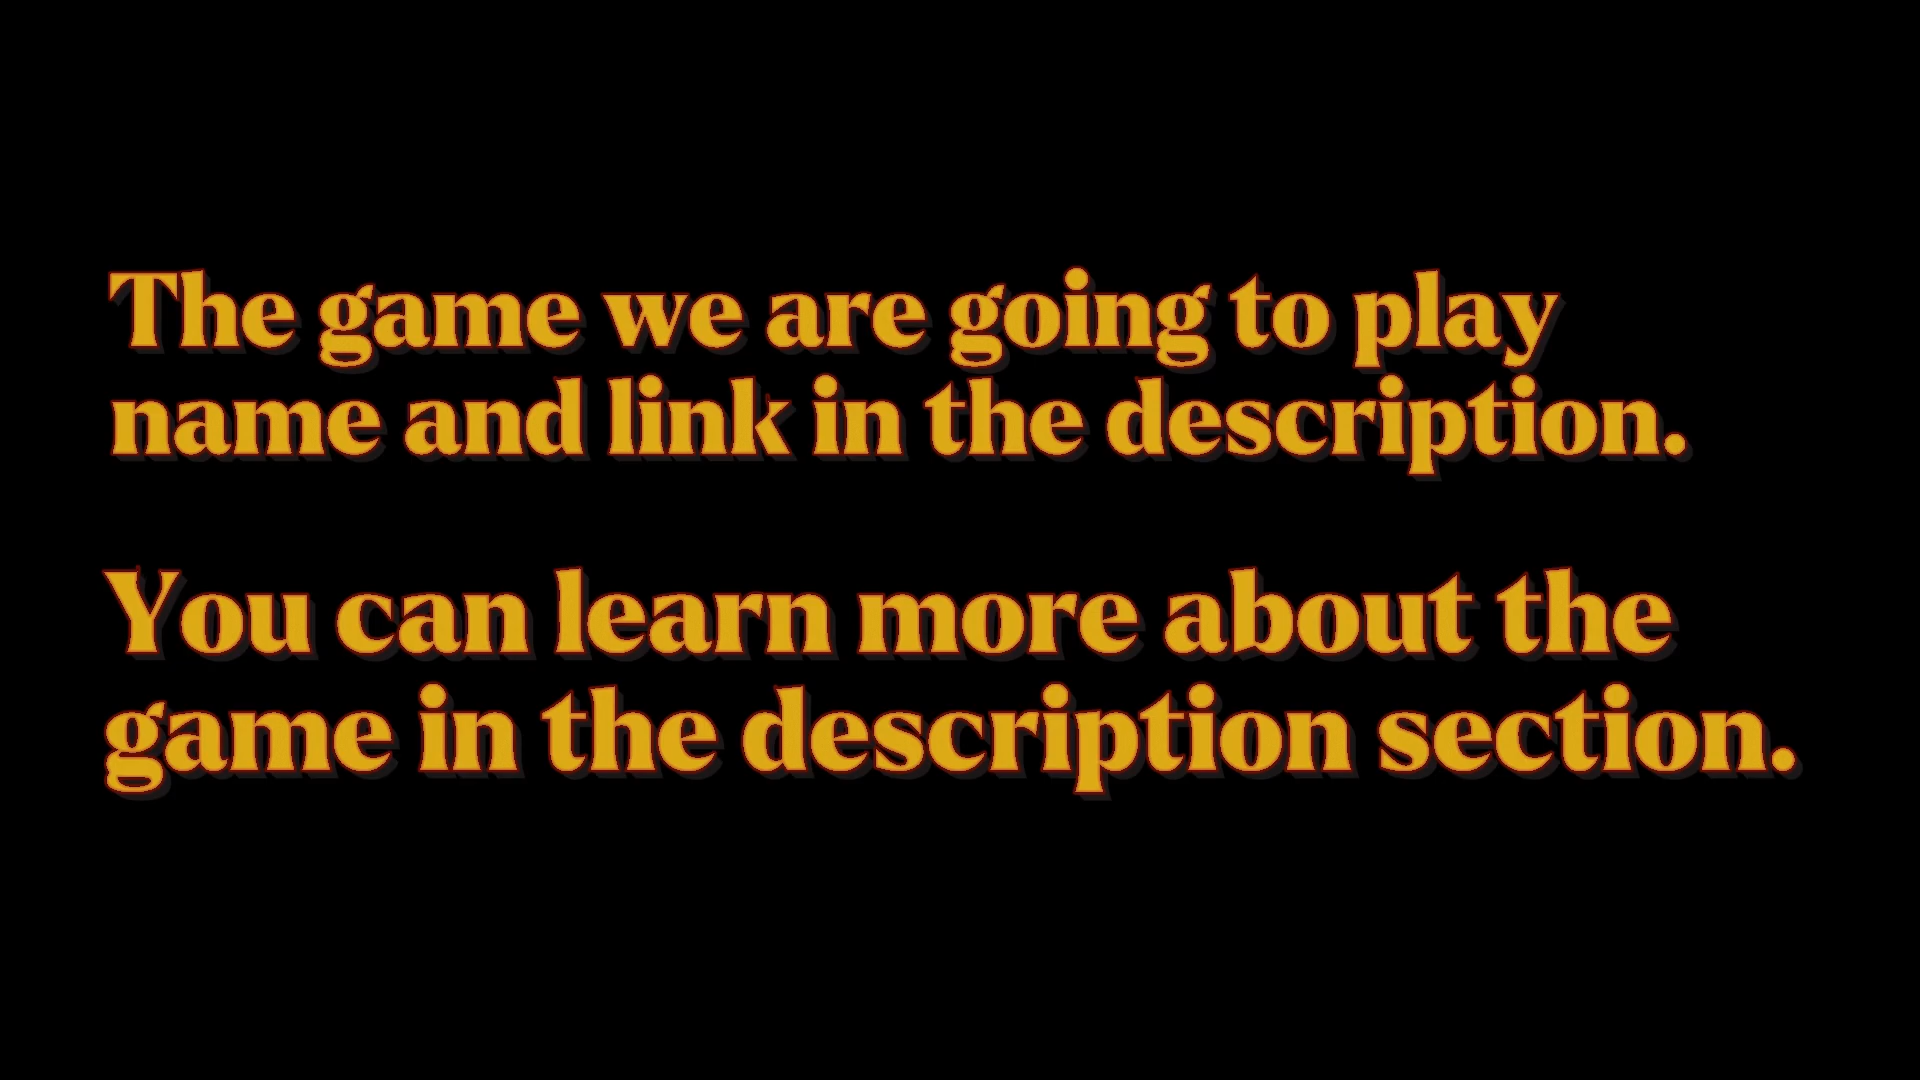 The game we are going to play
name and link in the description.
You can learn more about the
game in the description section.